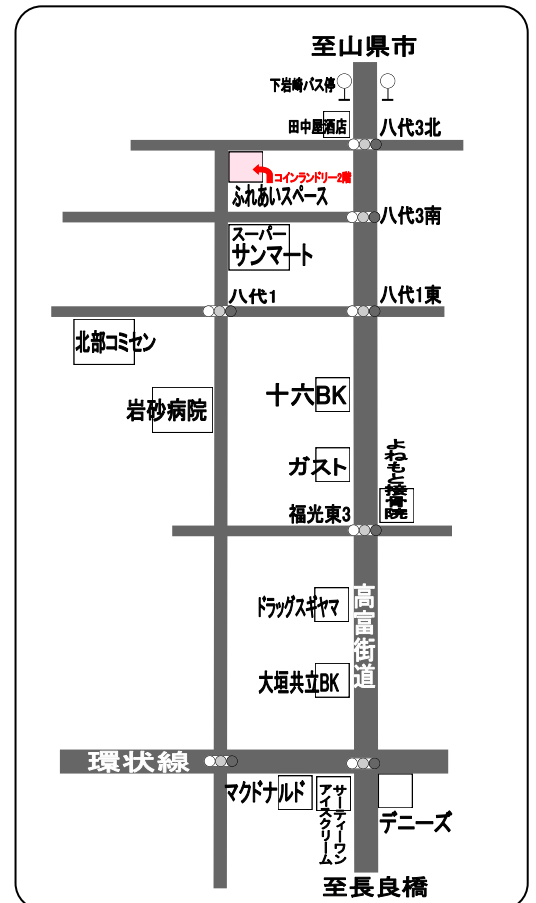 至山県市
下岩崎バス停
田中屋酒店
八代3北
コインランドリー2階
ふれあいスペース
八代3南
スーパー
サンマート
八代1
八代1東
北部コミセン
十六BK
岩砂病院
ガスト
よねもと接骨院
福光東3
ドラッグスギヤマ
高富街道
大垣共立BK
環状線
マクドナルド
サーティーワン
アイスクリーム
デニーズ
至長良橋